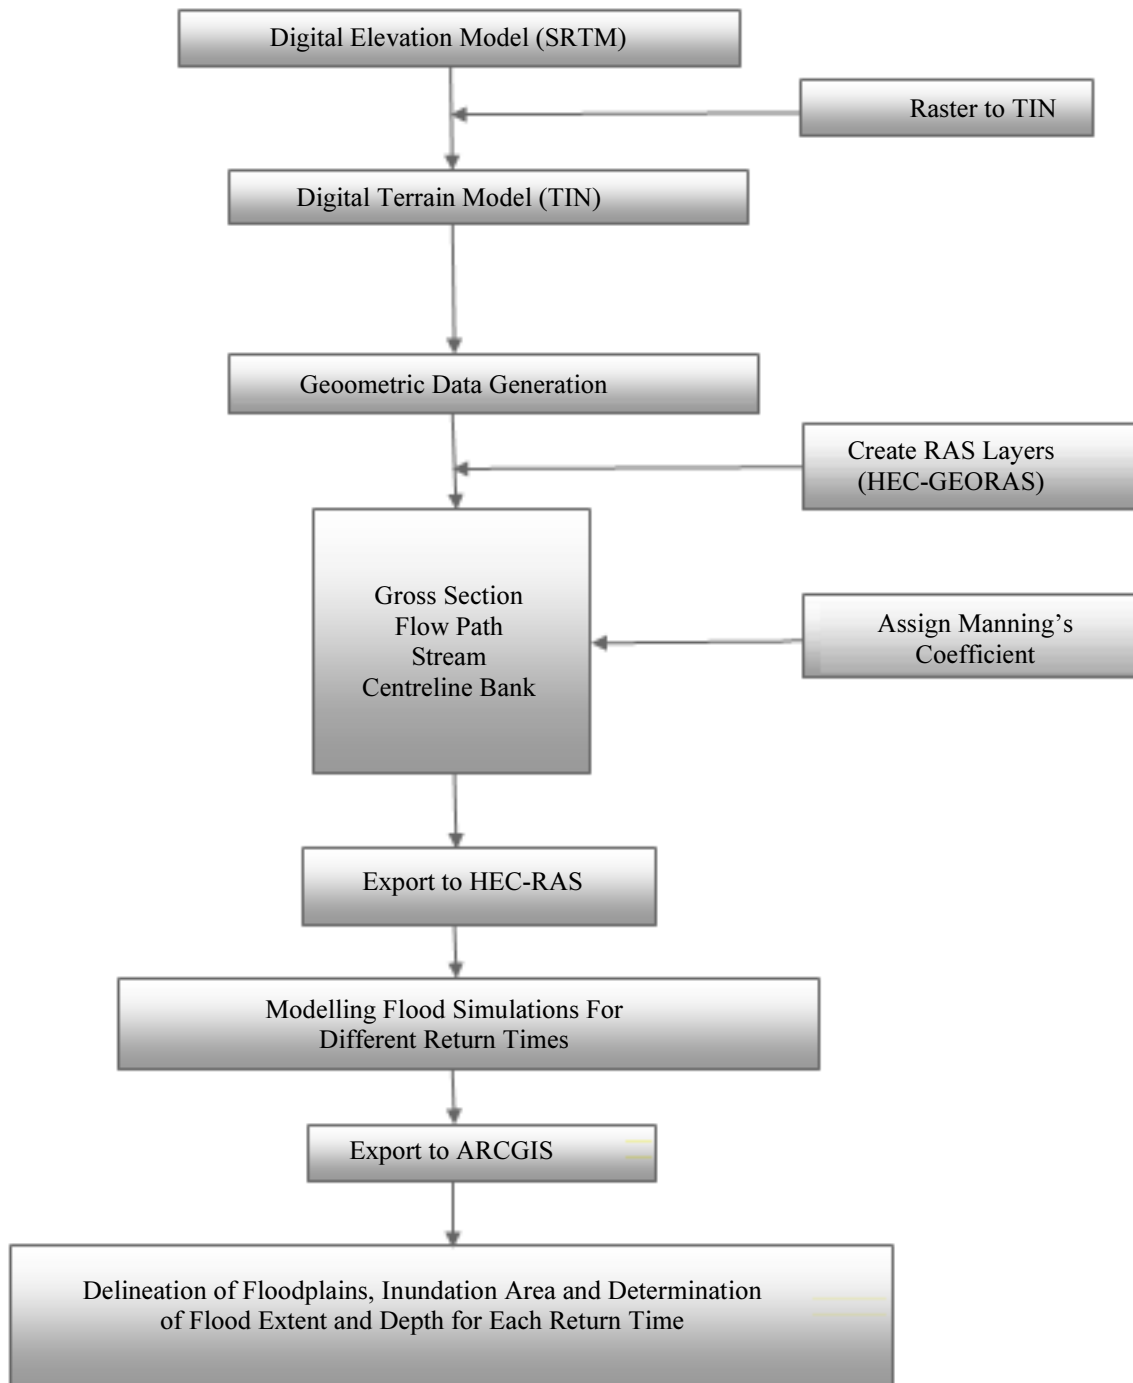 Digital Elevation Model (SRTM)
Raster to TIN
Digital Terrain Model (TIN)
Geoometric Data Generation
Create RAS Layers
(HEC-GEORAS)
Gross Section
Flow Path
Stream
Centreline Bank
Assign Manning’s
Coefficient
Export to HEC-RAS
Modelling Flood Simulations For
Different Return Times
Export to ARCGIS
Delineation of Floodplains, Inundation Area and Determination
of Flood Extent and Depth for Each Return Time